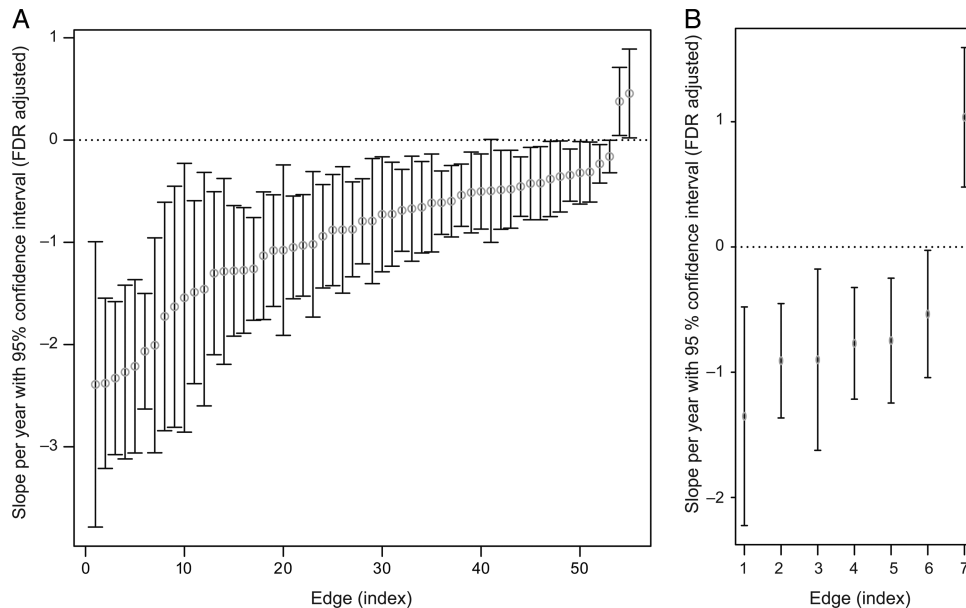 A
Slope per year with 95% confidence interval (FDR adjusted)
1
0
−1
−2
−3
0 10 20 30 40 50
Edge (index)
B
Slope per year with 95 % confidence interval (FDR adjusted)
1
0
−1
−2
1 2 3 4 5 6 7
Edge (index)